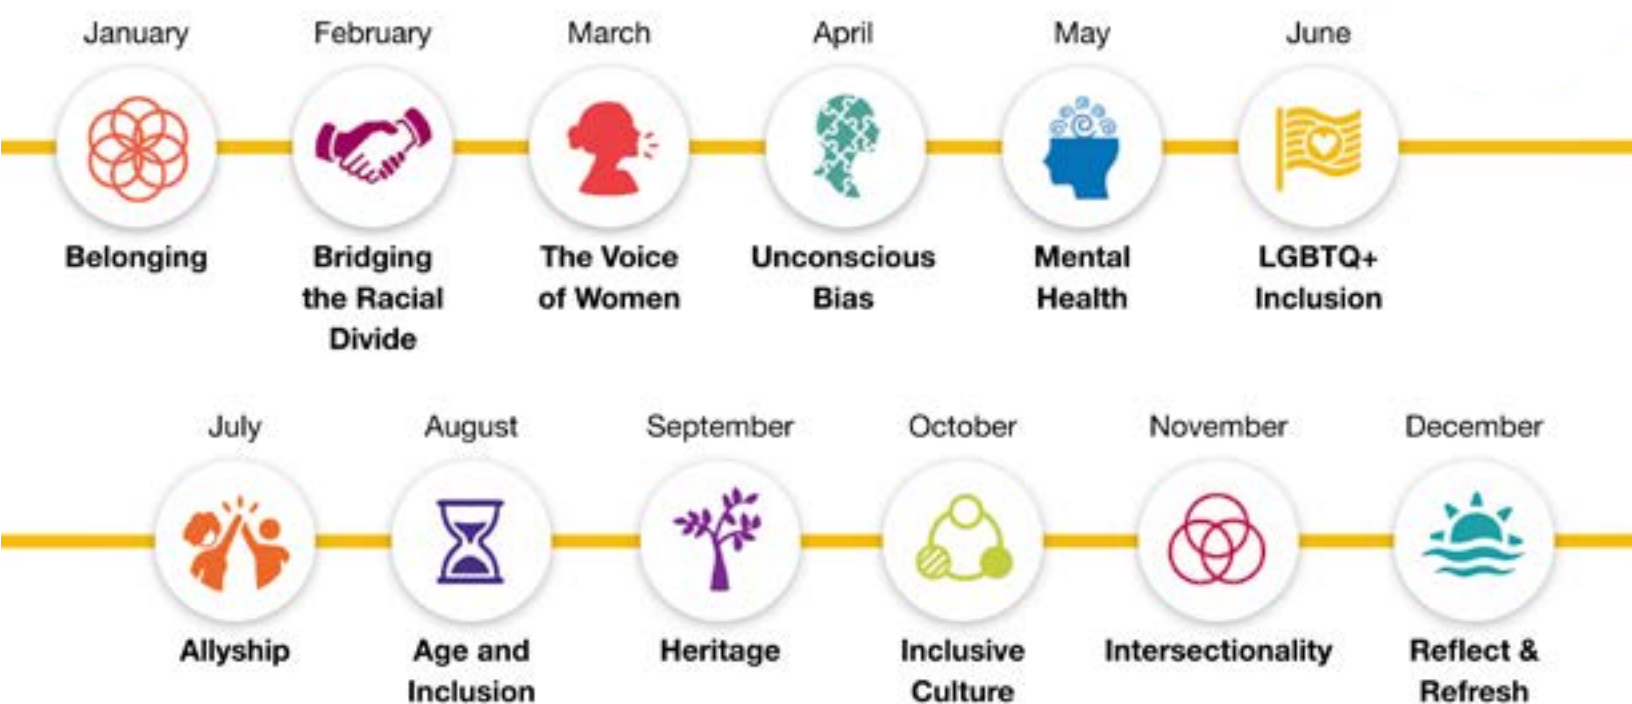 January February March April May June
Belonging Bridging The Voice Unconscious Mental LGBTQ+
the Racial of Women Bias Health Inclusion
Divide
July August September October November December
Allyship Age and Heritage Inclusive Intersectionality Reflect &
Inclusion Culture Refresh